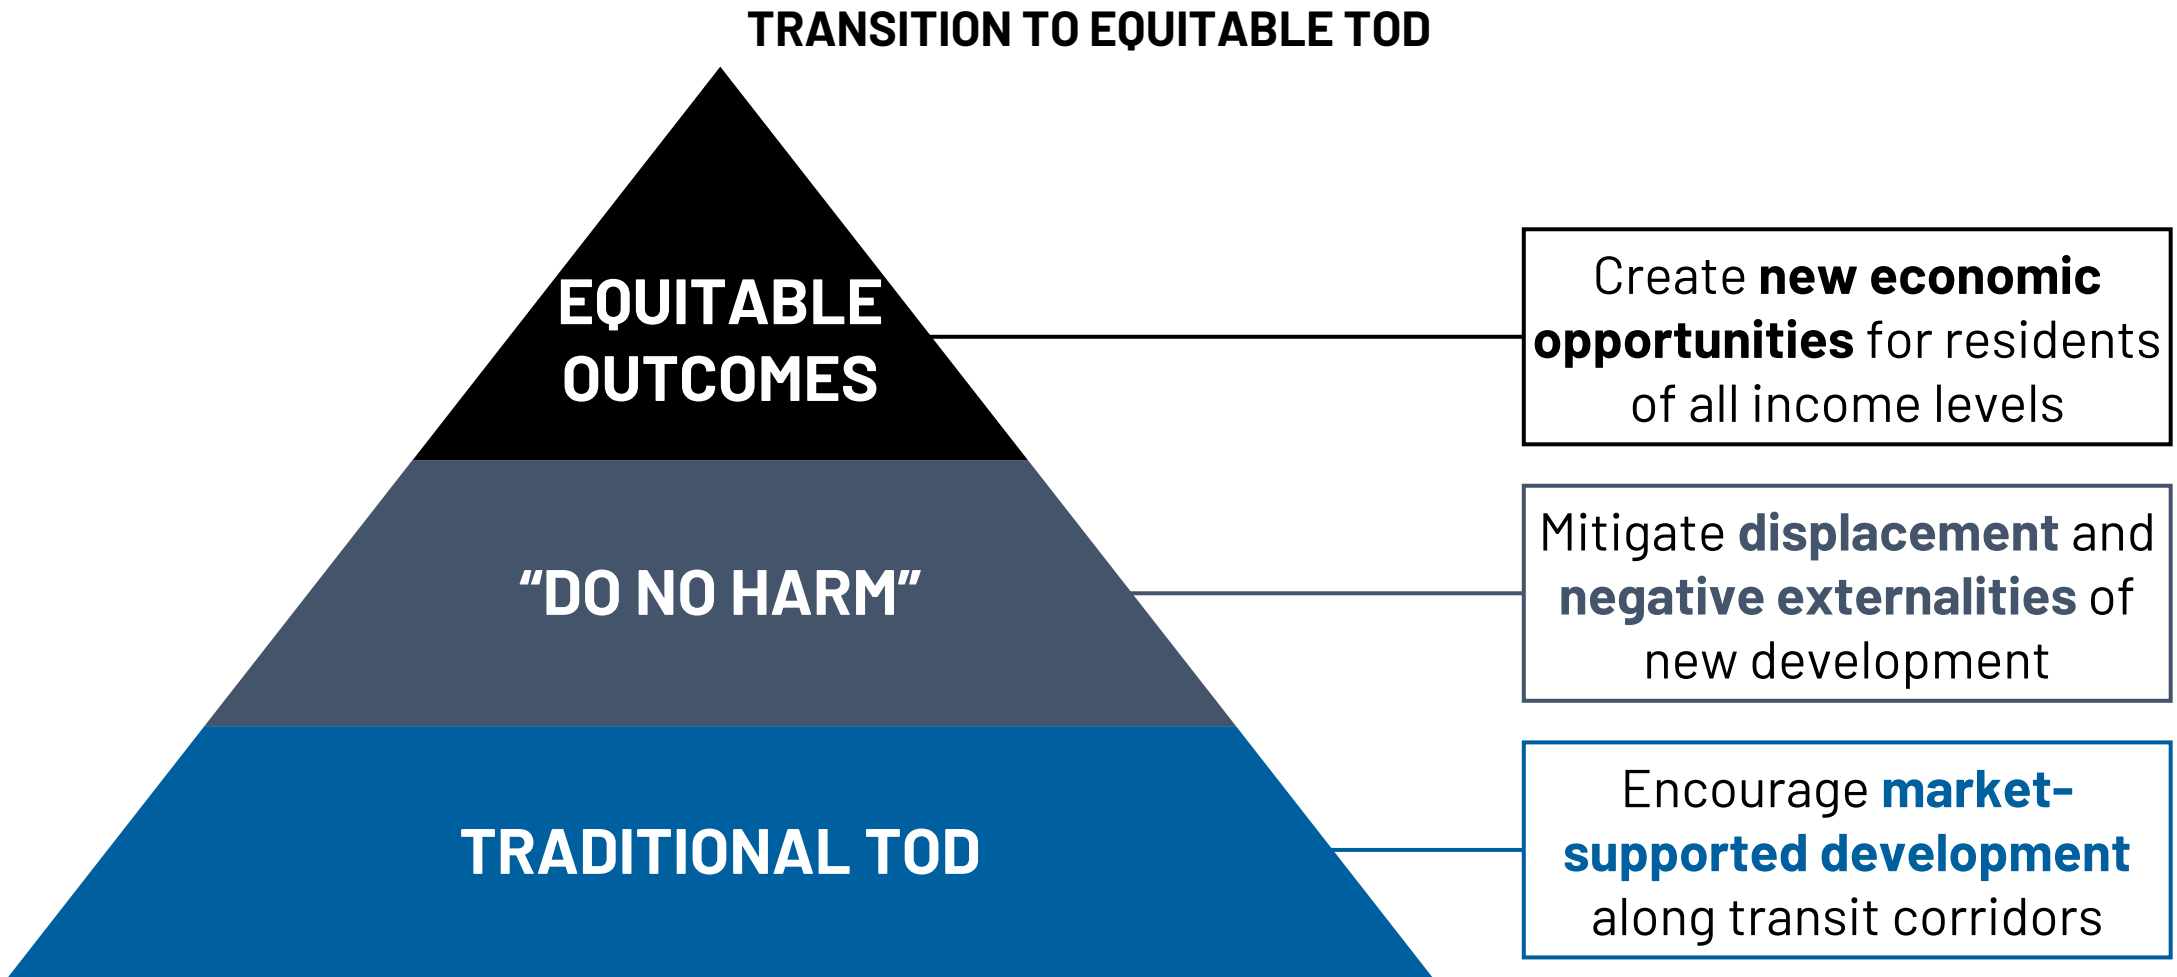 TRANSITION TO EQUITABLE TOD
EQUITABLE
OUTCOMES
Create new economic
opportunities for residents
of all income levels
“DO NO HARM”
Mitigate displacement and
negative externalities of
new development
TRADITIONAL TOD
Encourage market-
supported development
along transit corridors